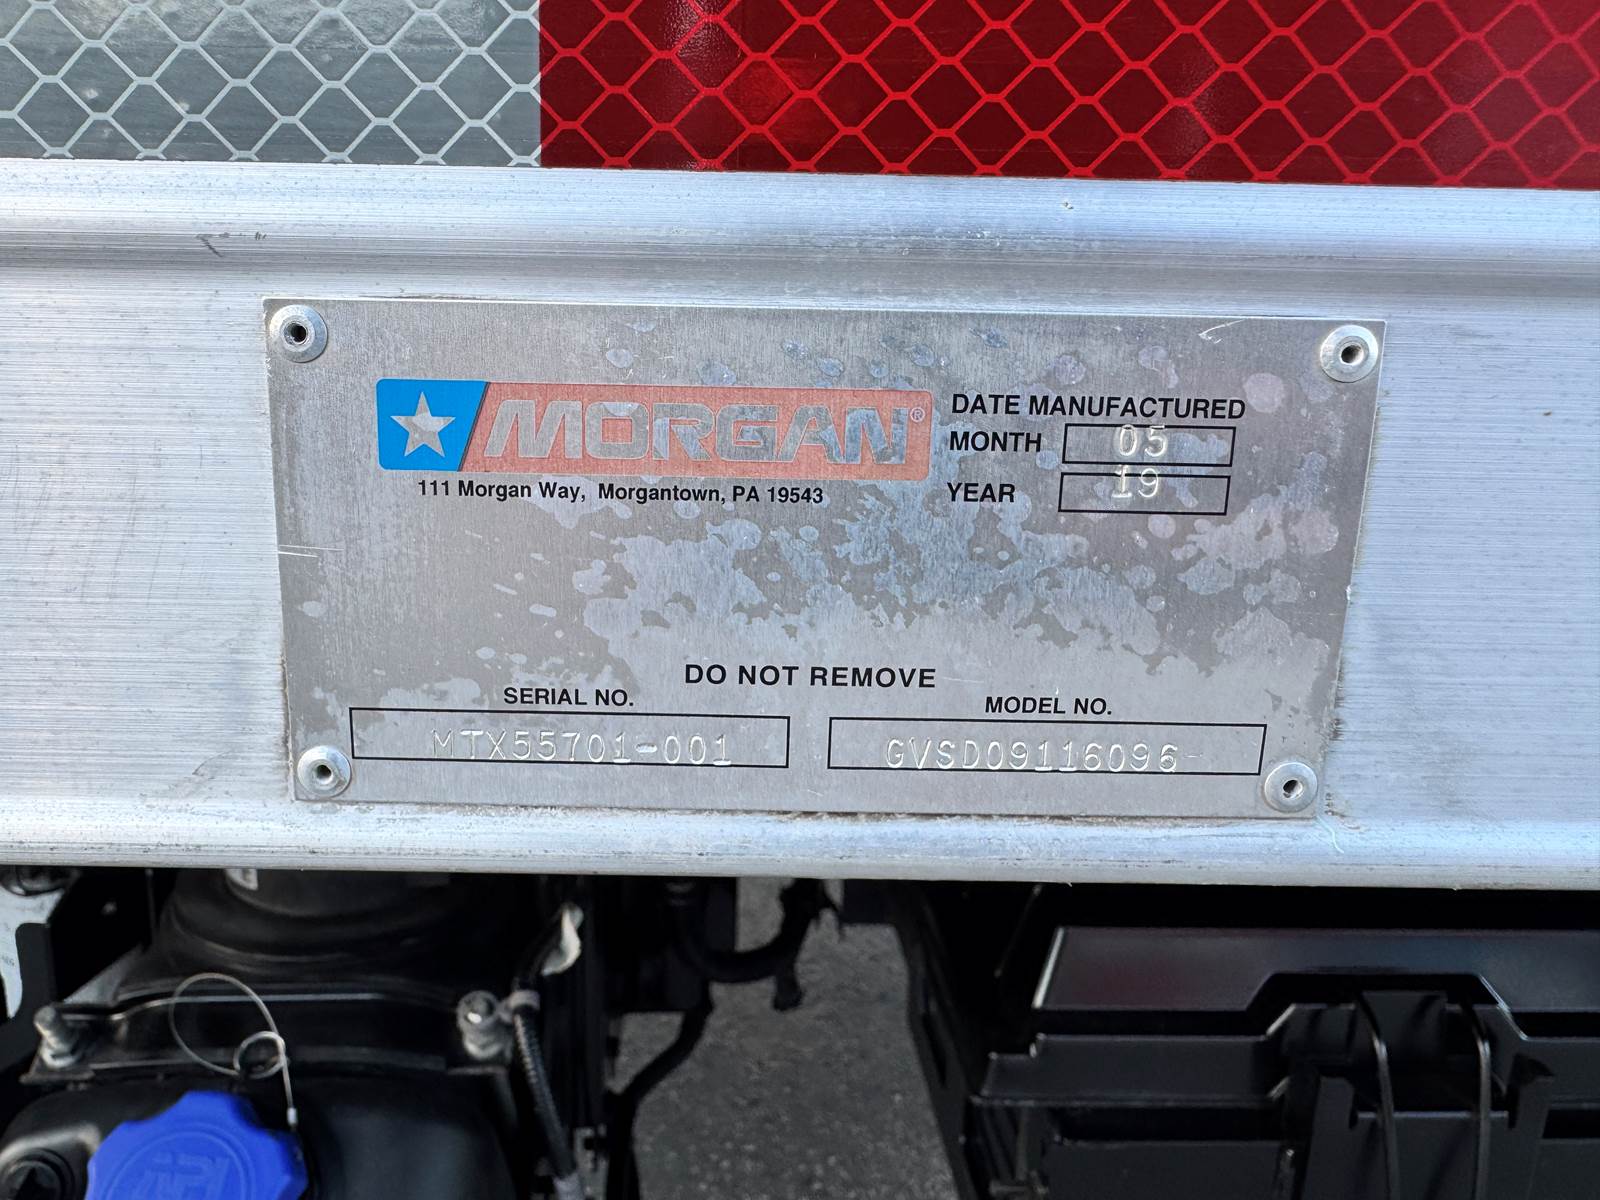 MORGAN®
111 Morgan Way, Morgantown, PA 19543
DATE MANUFACTURED
MONTH 05
YEAR 19
DO NOT REMOVE
SERIAL NO.
MTX55701-001
MODEL NO.
GVSD09116096-